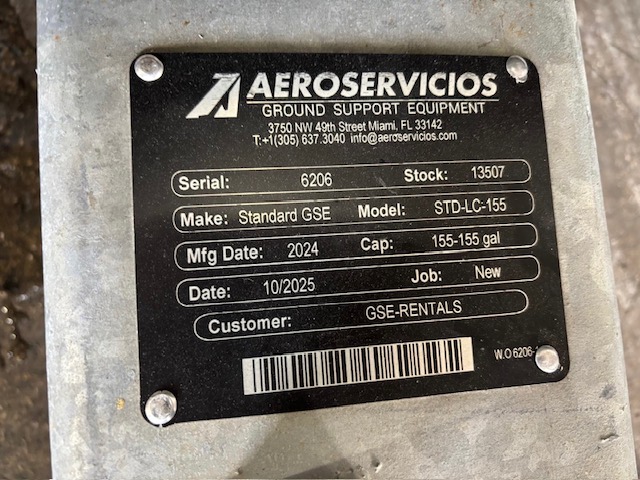 AEROSERVICIOS
GROUND SUPPORT EQUIPMENT
3750 NW 49th Street Miami, FL 33142
T:+1(305) 637.3040 info@aeroservicios.com
Serial: 6206 Stock: 13507
Make: Standard GSE Model: STD-LC-155
Mfg Date: 2024 Cap: 155-155 gal
Date: 10/2025 Job: New
Customer: GSE-RENTALS
W.O 6206-